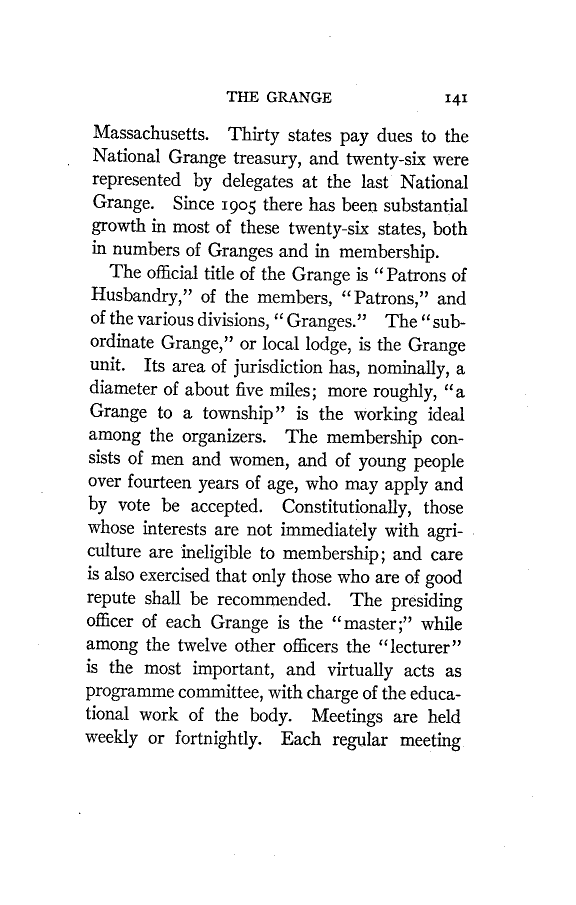 THE GRANGE 141
Massachusetts. Thirty states pay dues to the
National Grange treasury, and twenty-six were
represented by delegates at the last National
Grange. Since 1905 there has been substantial
growth in most of these twenty-six states, both
in numbers of Granges and in membership.
The official title of the Grange is "Patrons of
Husbandry," of the members, "Patrons," and
of the various divisions, "Granges." The "sub-
ordinate Grange," or local lodge, is the Grange
unit. Its area of jurisdiction has, nominally, a
diameter of about five miles; more roughly, "a
Grange to a township" is the working ideal
among the organizers. The membership con-
sists of men and women, and of young people
over fourteen years of age, who may apply and
by vote be accepted. Constitutionally, those
whose interests are not immediately with agri-
culture are ineligible to membership; and care
is also exercised that only those who are of good
repute shall be recommended. The presiding
officer of each Grange is the "master;" while
among the twelve other officers the "lecturer"
is the most important, and virtually acts as
programme committee, with charge of the educa-
tional work of the body. Meetings are held
weekly or fortnightly. Each regular meeting